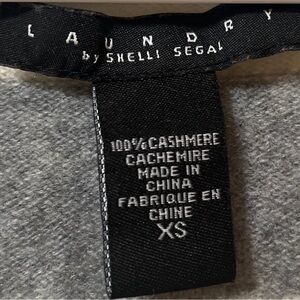 LAUNDRY
by SHELLI SEGAL
100% CASHMERE
CACHEMIRE
MADE IN
CHINA
FABRIQUE EN
CHINE
XS